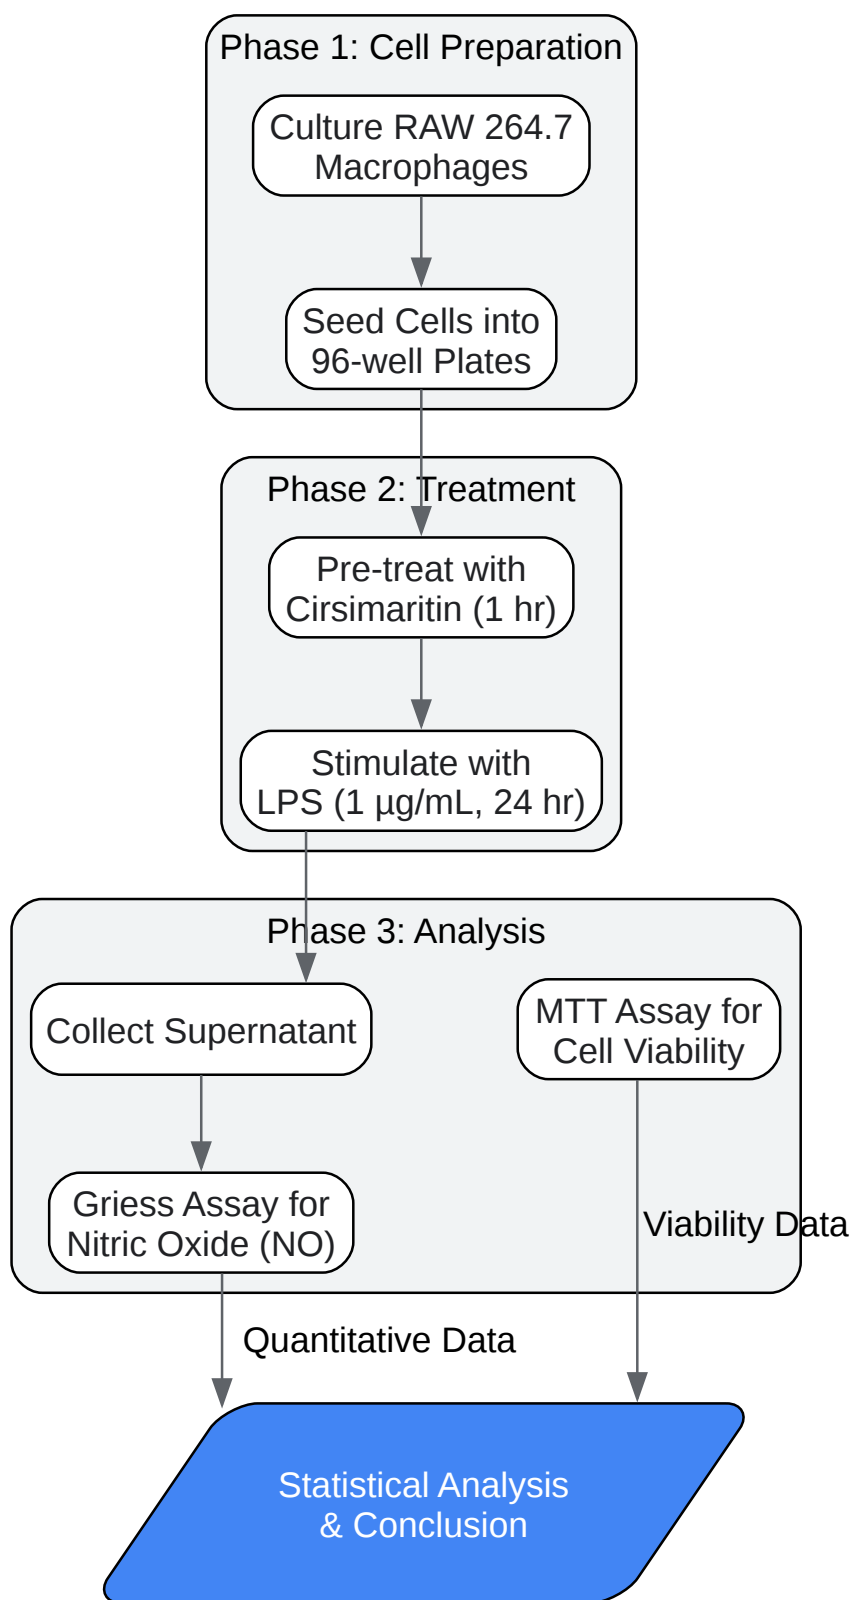 Phase 1: Cell Preparation
Culture RAW 264.7
Macrophages
Seed Cells into
96-well Plates
Phase 2: Treatment
Pre-treat with
Cirsimaritin (1 hr)
Stimulate with
LPS (1 µg/mL, 24 hr)
Phase 3: Analysis
Collect Supernatant
MTT Assay for
Cell Viability
Griess Assay for
Nitric Oxide (NO)
Viability Data
Quantitative Data
Statistical Analysis
& Conclusion